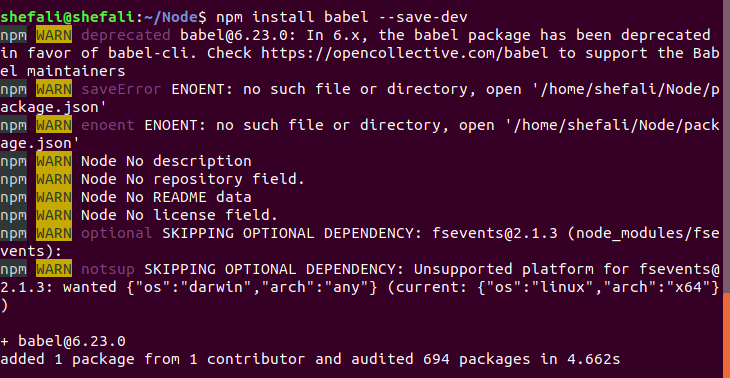 shefali@shefali:~/Node$ npm install babel --save-dev
npm WARN deprecated babel@6.23.0: In 6.x, the babel package has been deprecated
in favor of babel-cli. Check https://opencollective.com/babel to support the Bab
el maintainers
npm WARN saveError ENOENT: no such file or directory, open '/home/shefali/Node/p
ackage.json'
npm WARN enoent ENOENT: no such file or directory, open '/home/shefali/Node/pack
age.json'
npm WARN Node No description
npm WARN Node No repository field.
npm WARN Node No README data
npm WARN Node No license field.
npm WARN optional SKIPPING OPTIONAL DEPENDENCY: fsevents@2.1.3 (node_modules/fse
vents):
npm WARN notsup SKIPPING OPTIONAL DEPENDENCY: Unsupported platform for fsevents@
2.1.3: wanted {"os":"darwin","arch":"any"} (current: {"os":"linux","arch":"x64"}
)
+ babel@6.23.0
added 1 package from 1 contributor and audited 694 packages in 4.662s